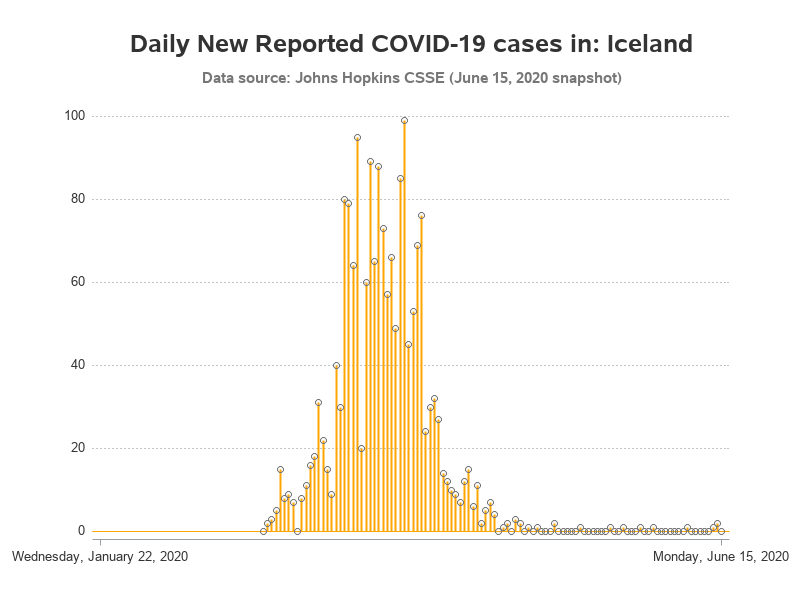 Daily New Reported COVID-19 cases in: Iceland
Data source: Johns Hopkins CSSE (June 15, 2020 snapshot)
100
80
60
40
20
0
Wednesday, January 22, 2020 Monday, June 15, 2020